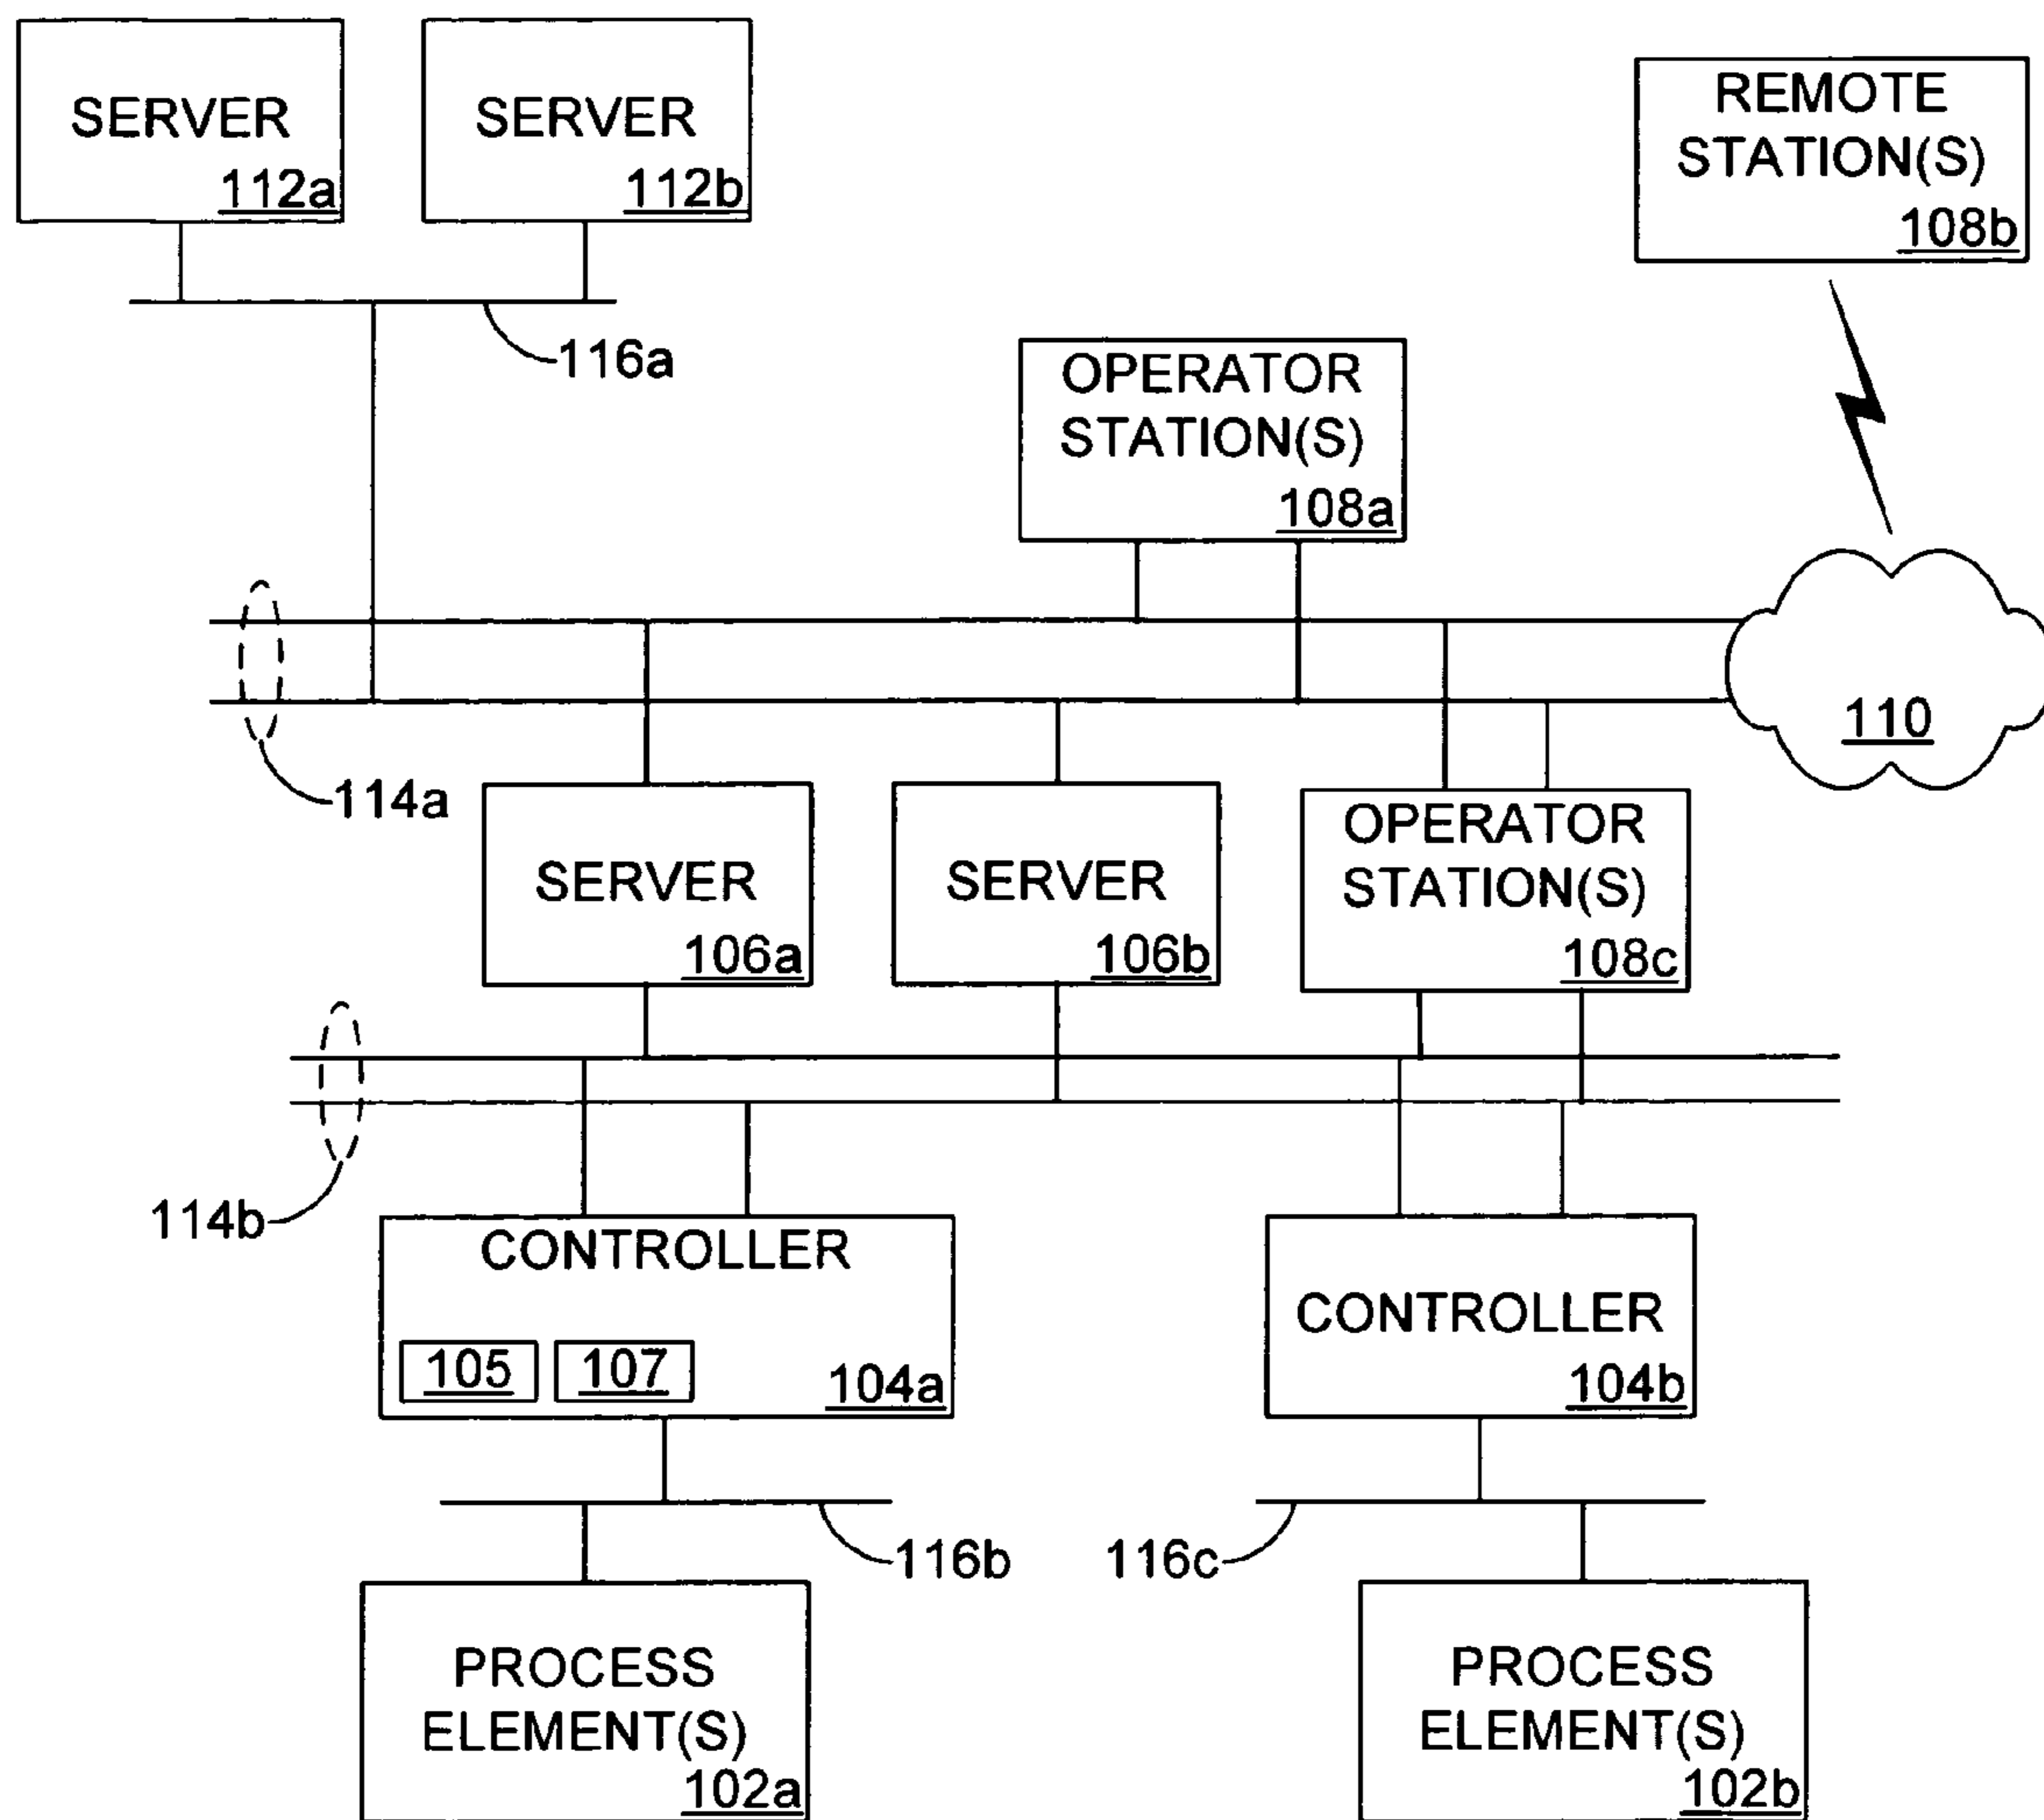 SERVER
112a
SERVER
112b
REMOTE
STATION(S)
108b
116a
OPERATOR
STATION(S)
108a
110
114a
SERVER
106a
SERVER
106b
OPERATOR
STATION(S)
108c
114b
CONTROLLER
105
107
104a
CONTROLLER
104b
116b
116c
PROCESS
ELEMENT(S)
102a
PROCESS
ELEMENT(S)
102b